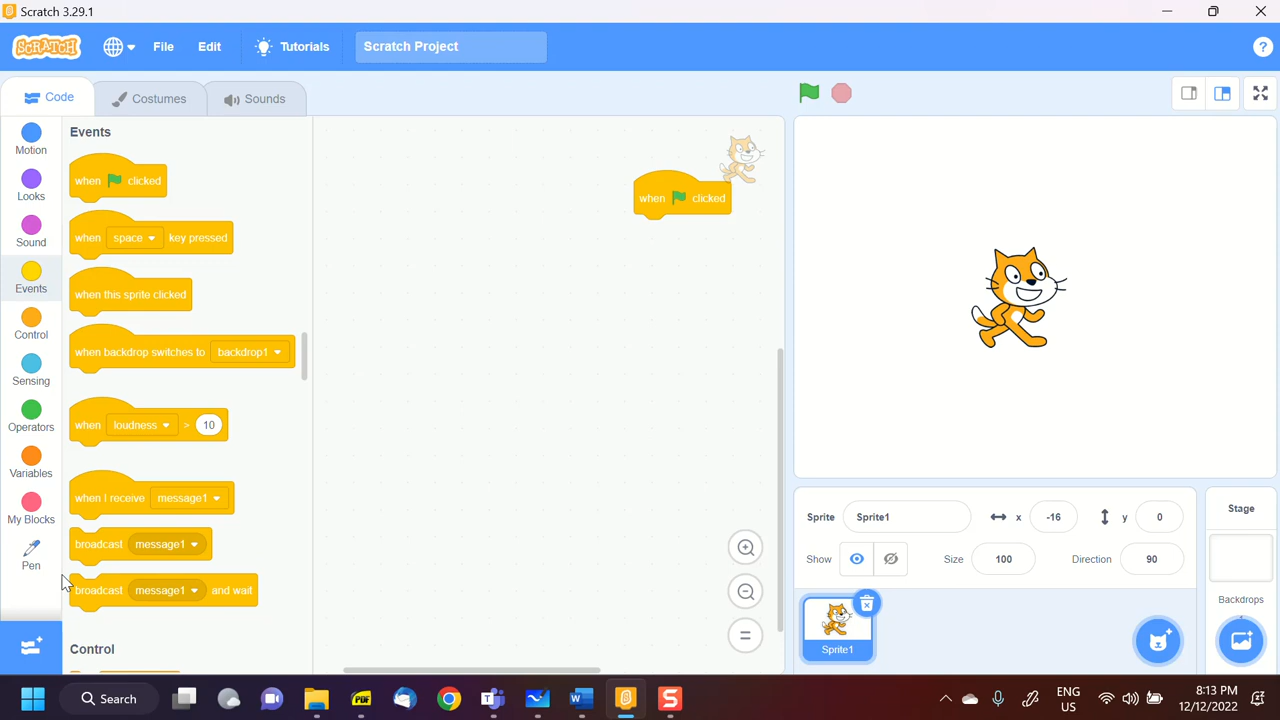 Scratch 3.29.1
SCRATCH File Edit Tutorials Scratch Project ?
Code Costumes Sounds
Motion
Looks
Sound
Events
Control
Sensing
Operators
Variables
My Blocks
Pen
Events
when clicked
when space key pressed
when this sprite clicked
when backdrop switches to backdrop1
when loudness > 10
when I receive message1
broadcast message1
broadcast message1 and wait
Control
when clicked
Sprite Sprite1 x -16 y 0
Show Size 100 Direction 90
Sprite1
Stage
Backdrops
Search
PDF
ENG
US
8:13 PM
12/12/2022